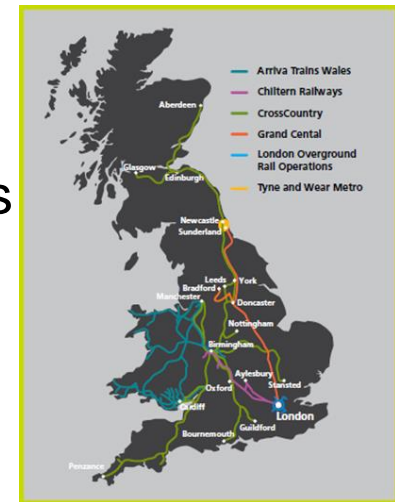 s
Arriva Trains Wales
Chiltern Railways
CrossCountry
Grand Cental
London Overground
Rail Operations
Tyne and Wear Metro
Aberdeen
Glasgow
Edinburgh
Newcastle
Sunderland
Leeds
York
Bradford
Manchester
Doncaster
Nottingham
Birmingham
Aylesbury
Stansted
Oxford
Cardiff
London
Guildford
Bournemouth
Penzance